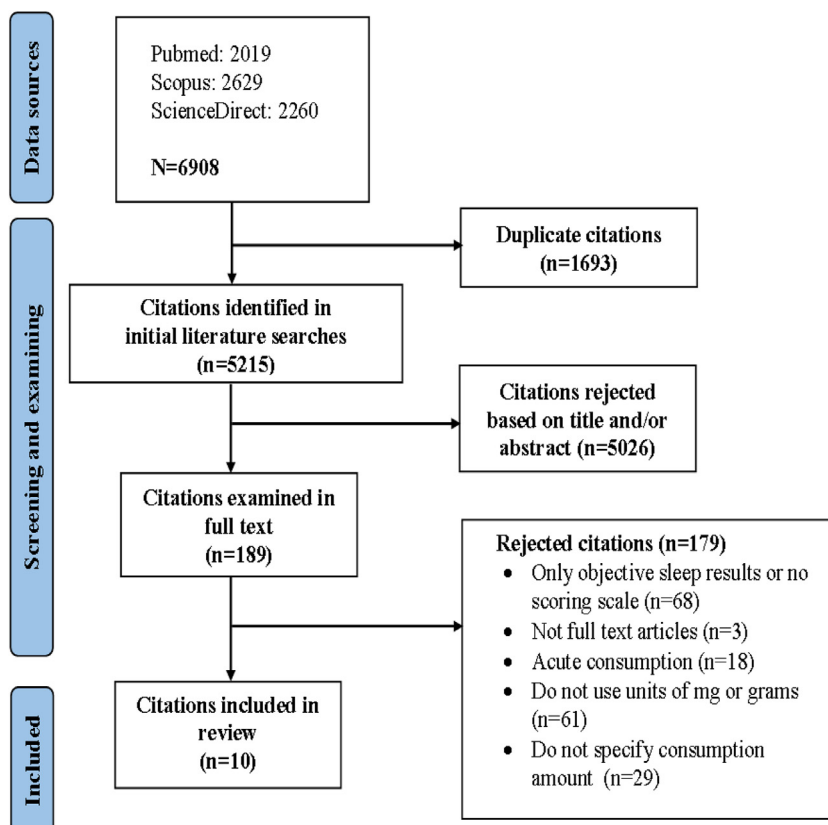 Data sources
Pubmed: 2019
Scopus: 2629
ScienceDirect: 2260
N=6908
Screening and examining
Duplicate citations
(n=1693)
Citations identified in
initial literature searches
(n=5215)
Citations rejected
based on title and/or
abstract (n=5026)
Citations examined in
full text
(n=189)
Rejected citations (n=179)
• Only objective sleep results or no
scoring scale (n=68)
• Not full text articles (n=3)
• Acute consumption (n=18)
• Do not use units of mg or grams
(n=61)
• Do not specify consumption
amount (n=29)
Included
Citations included in
review
(n=10)